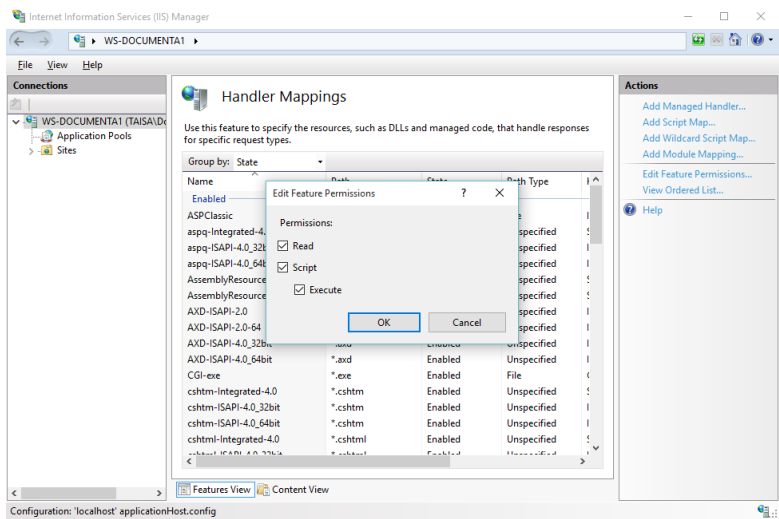 Internet Information Services (IIS) Manager
WS-DOCUMENTA1
File View Help
Connections
WS-DOCUMENTA1 (TAISA\Do
Application Pools
Sites
Handler Mappings
Use this feature to specify the resources, such as DLLs and managed code, that handle responses
for specific request types.
Group by: State
Name Path State Path Type
Enabled
ASPClassic
aspq-Integrated-4.
aspq-ISAPI-4.0_32b
aspq-ISAPI-4.0_64b
AssemblyResource
AssemblyResource
AXD-ISAPI-2.0
AXD-ISAPI-2.0-64
AXD-ISAPI-4.0_32bit *.axd Enabled Unspecified
AXD-ISAPI-4.0_64bit *.axd Enabled Unspecified
CGI-exe *.exe Enabled File
cshtm-Integrated-4.0 *.cshtm Enabled Unspecified
cshtm-ISAPI-4.0_32bit *.cshtm Enabled Unspecified
cshtm-ISAPI-4.0_64bit *.cshtm Enabled Unspecified
cshtml-Integrated-4.0 *.cshtml Enabled Unspecified
Edit Feature Permissions ?
Permissions:
Read
Script
Execute
OK Cancel
Features View Content View
Actions
Add Managed Handler...
Add Script Map...
Add Wildcard Script Map...
Add Module Mapping...
Edit Feature Permissions...
View Ordered List...
Help
Configuration: 'localhost' applicationHost.config